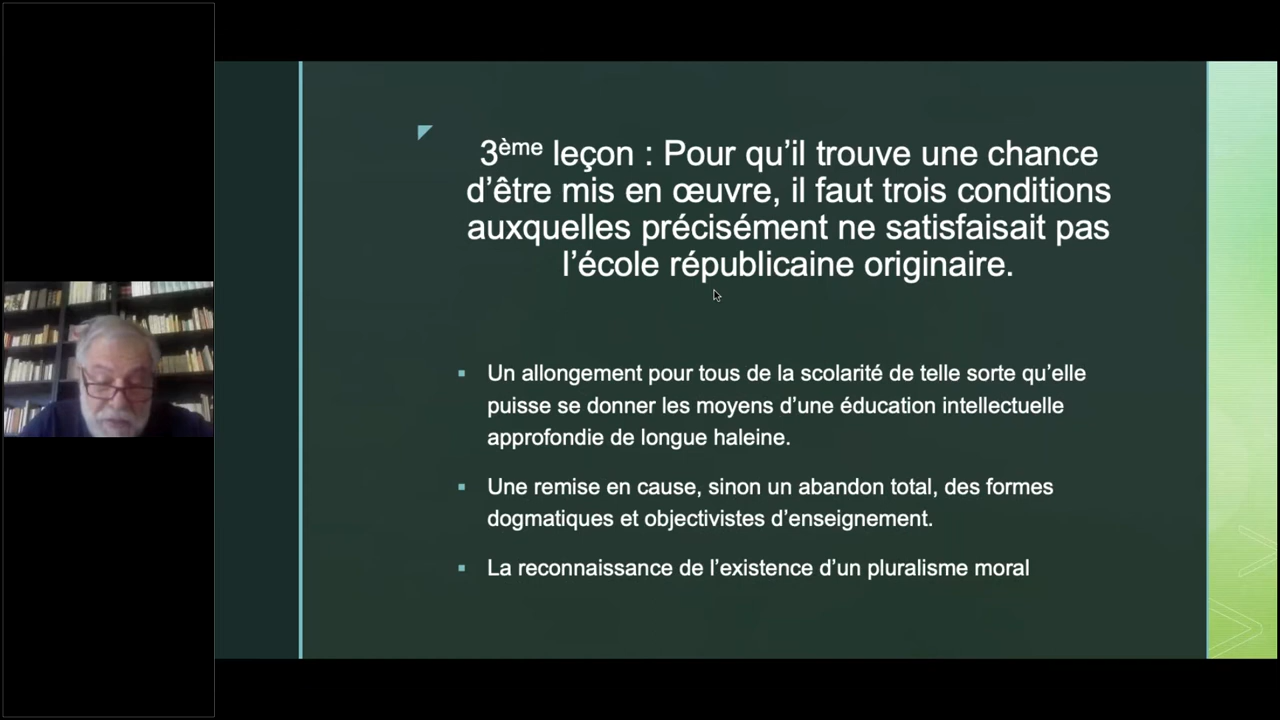 3ème leçon : Pour qu’il trouve une chance
d’être mis en œuvre, il faut trois conditions
auxquelles précisément ne satisfaisait pas
l’école républicaine originaire.
Un allongement pour tous de la scolarité de telle sorte qu’elle
puisse se donner les moyens d’une éducation intellectuelle
approfondie de longue haleine.
Une remise en cause, sinon un abandon total, des formes
dogmatiques et objectivistes d’enseignement.
La reconnaissance de l’existence d’un pluralisme moral